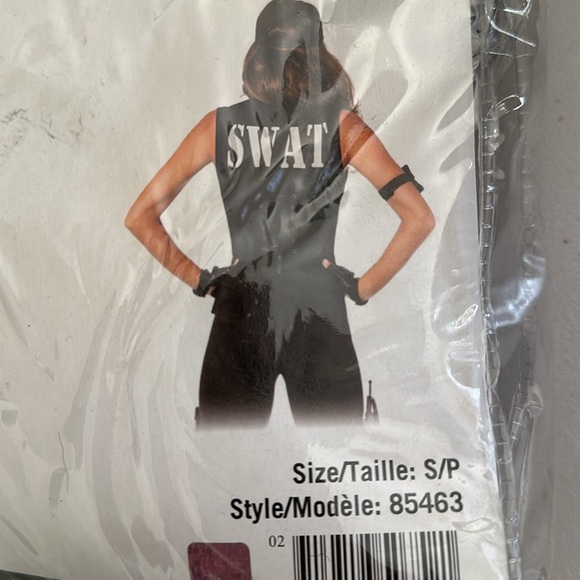 SWAT
Size/Taille: S/P
Style/Modèle: 85463
02